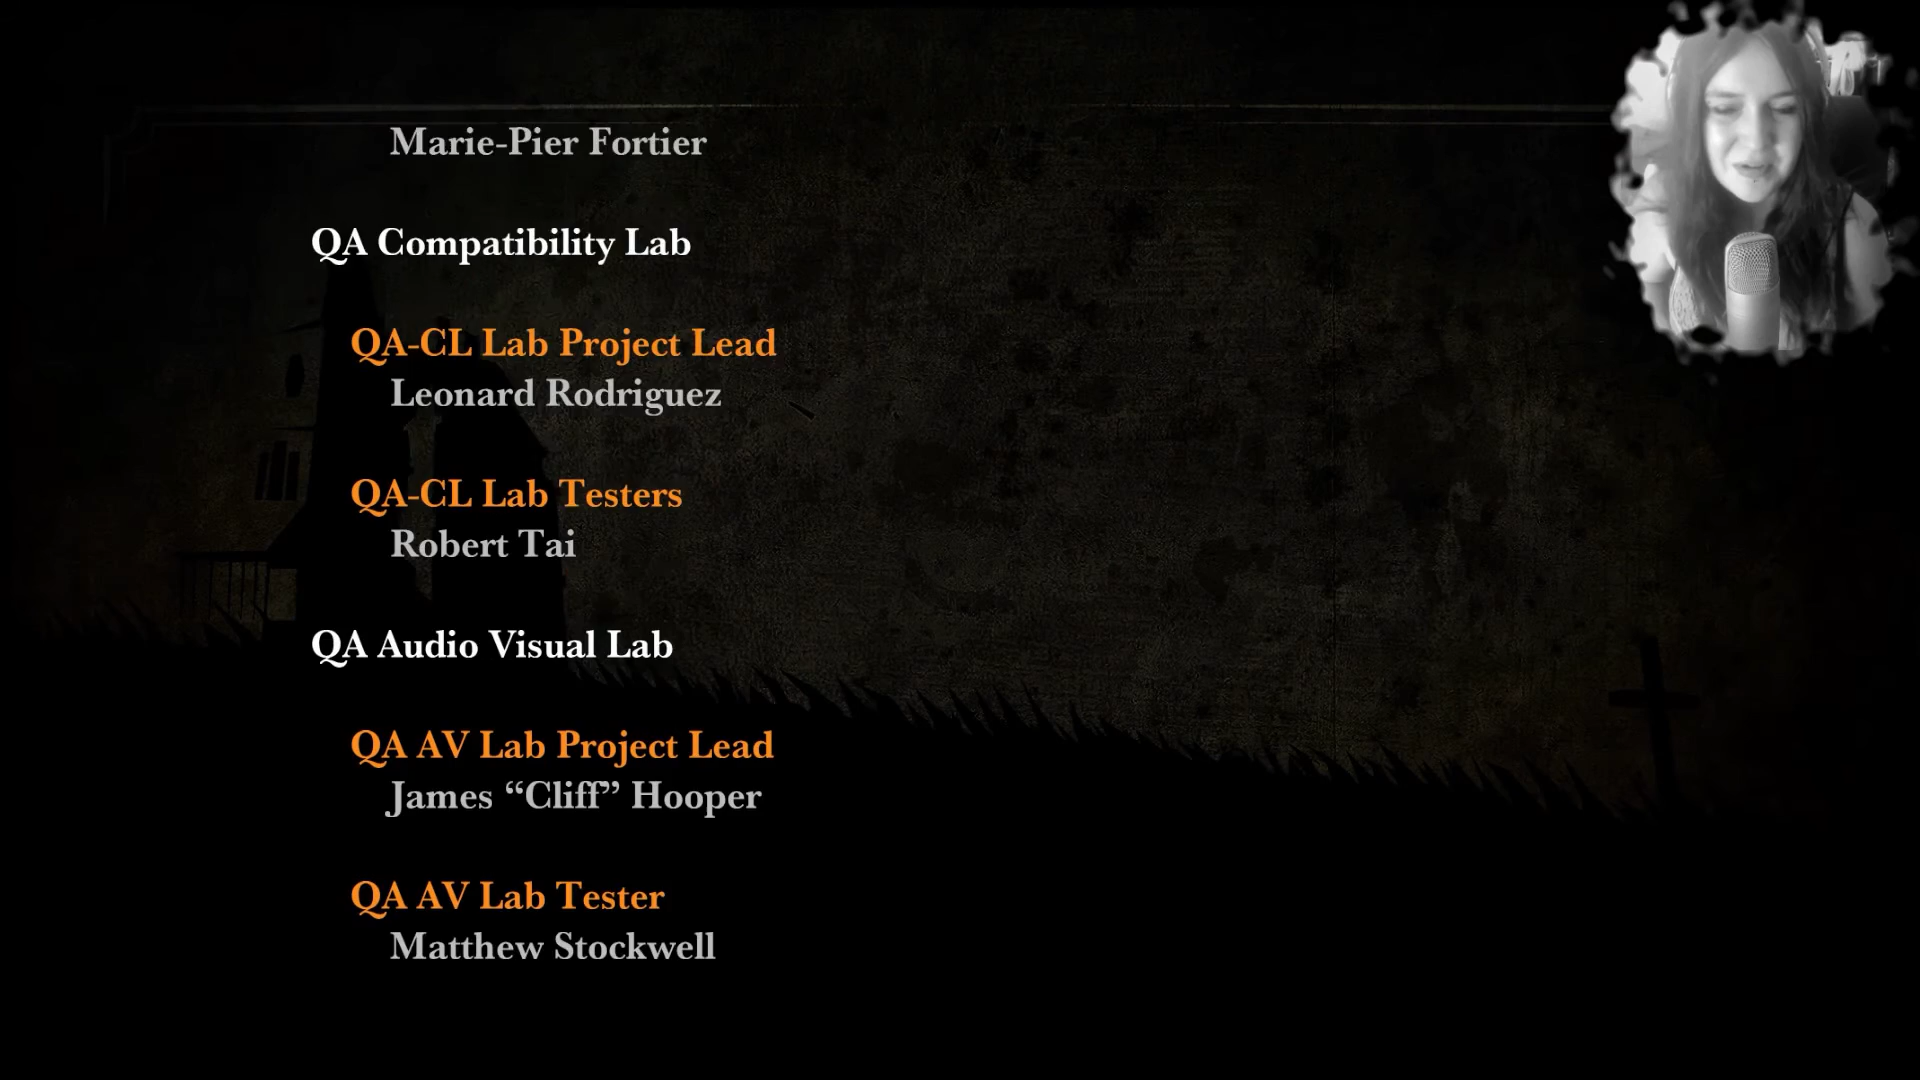 Marie-Pier Fortier
QA Compatibility Lab
QA-CL Lab Project Lead
Leonard Rodriguez
QA-CL Lab Testers
Robert Tai
QA Audio Visual Lab
QA AV Lab Project Lead
James “Cliff” Hooper
QA AV Lab Tester
Matthew Stockwell